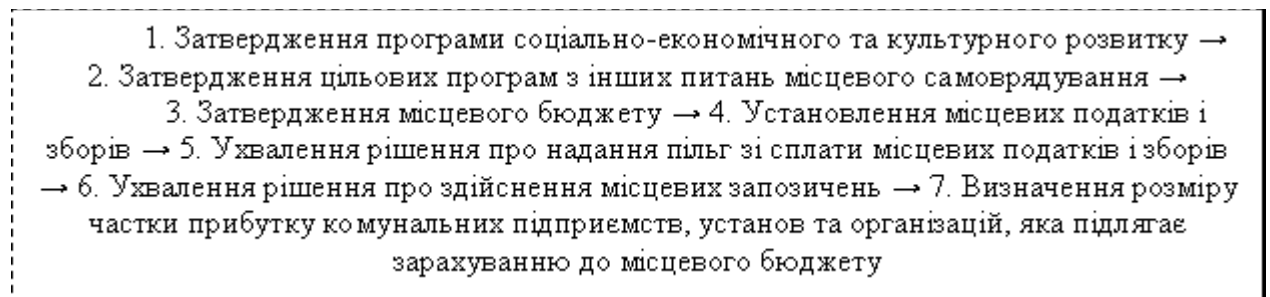 1. Затвердження програми соціально-економічного та культурного розвитку →
2. Затвердження цільових програм з інших питань місцевого самоврядування →
3. Затвердження місцевого бюджету → 4. Установлення місцевих податків і
зборів → 5. Ухвалення рішення про надання пільг зі сплати місцевих податків і зборів
→ 6. Ухвалення рішення про здійснення місцевих запозичень → 7. Визначення розміру
частки прибутку комунальних підприємств, установ та організацій, яка підлягає
зарахуванню до місцевого бюджету